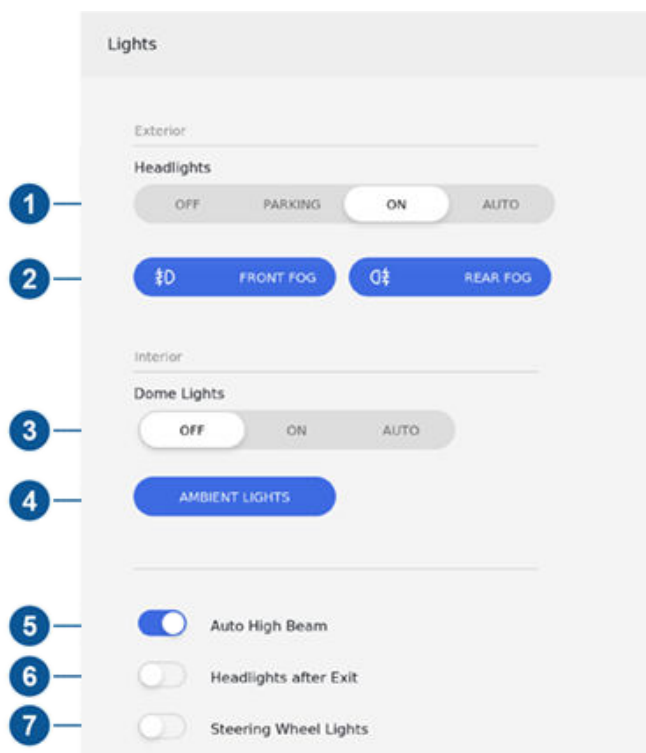 Lights
Exterior
Headlights
1 OFF PARKING ON AUTO
2 FRONT FOG REAR FOG
Interior
Dome Lights
3 OFF ON AUTO
4 AMBIENT LIGHTS
5 Auto High Beam
6 Headlights after Exit
7 Steering Wheel Lights